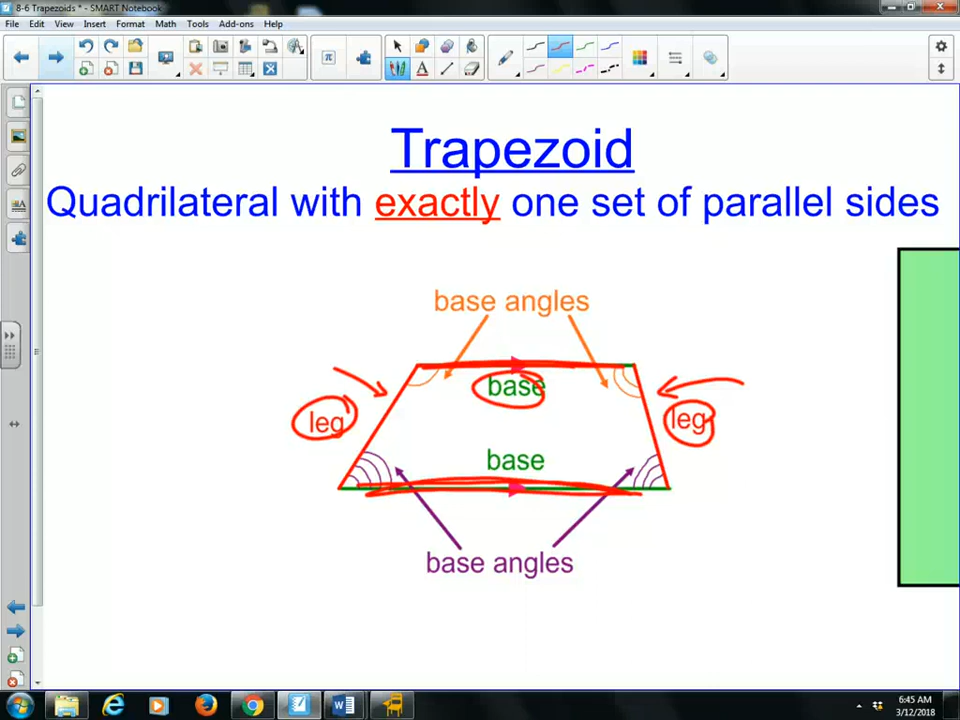 8-6 Trapezoids * - SMART Notebook
File Edit View Insert Format Math Tools Add-ons Help
Trapezoid
Quadrilateral with exactly one set of parallel sides
base angles
base
leg
leg
base
base angles
6:45 AM
3/12/2018